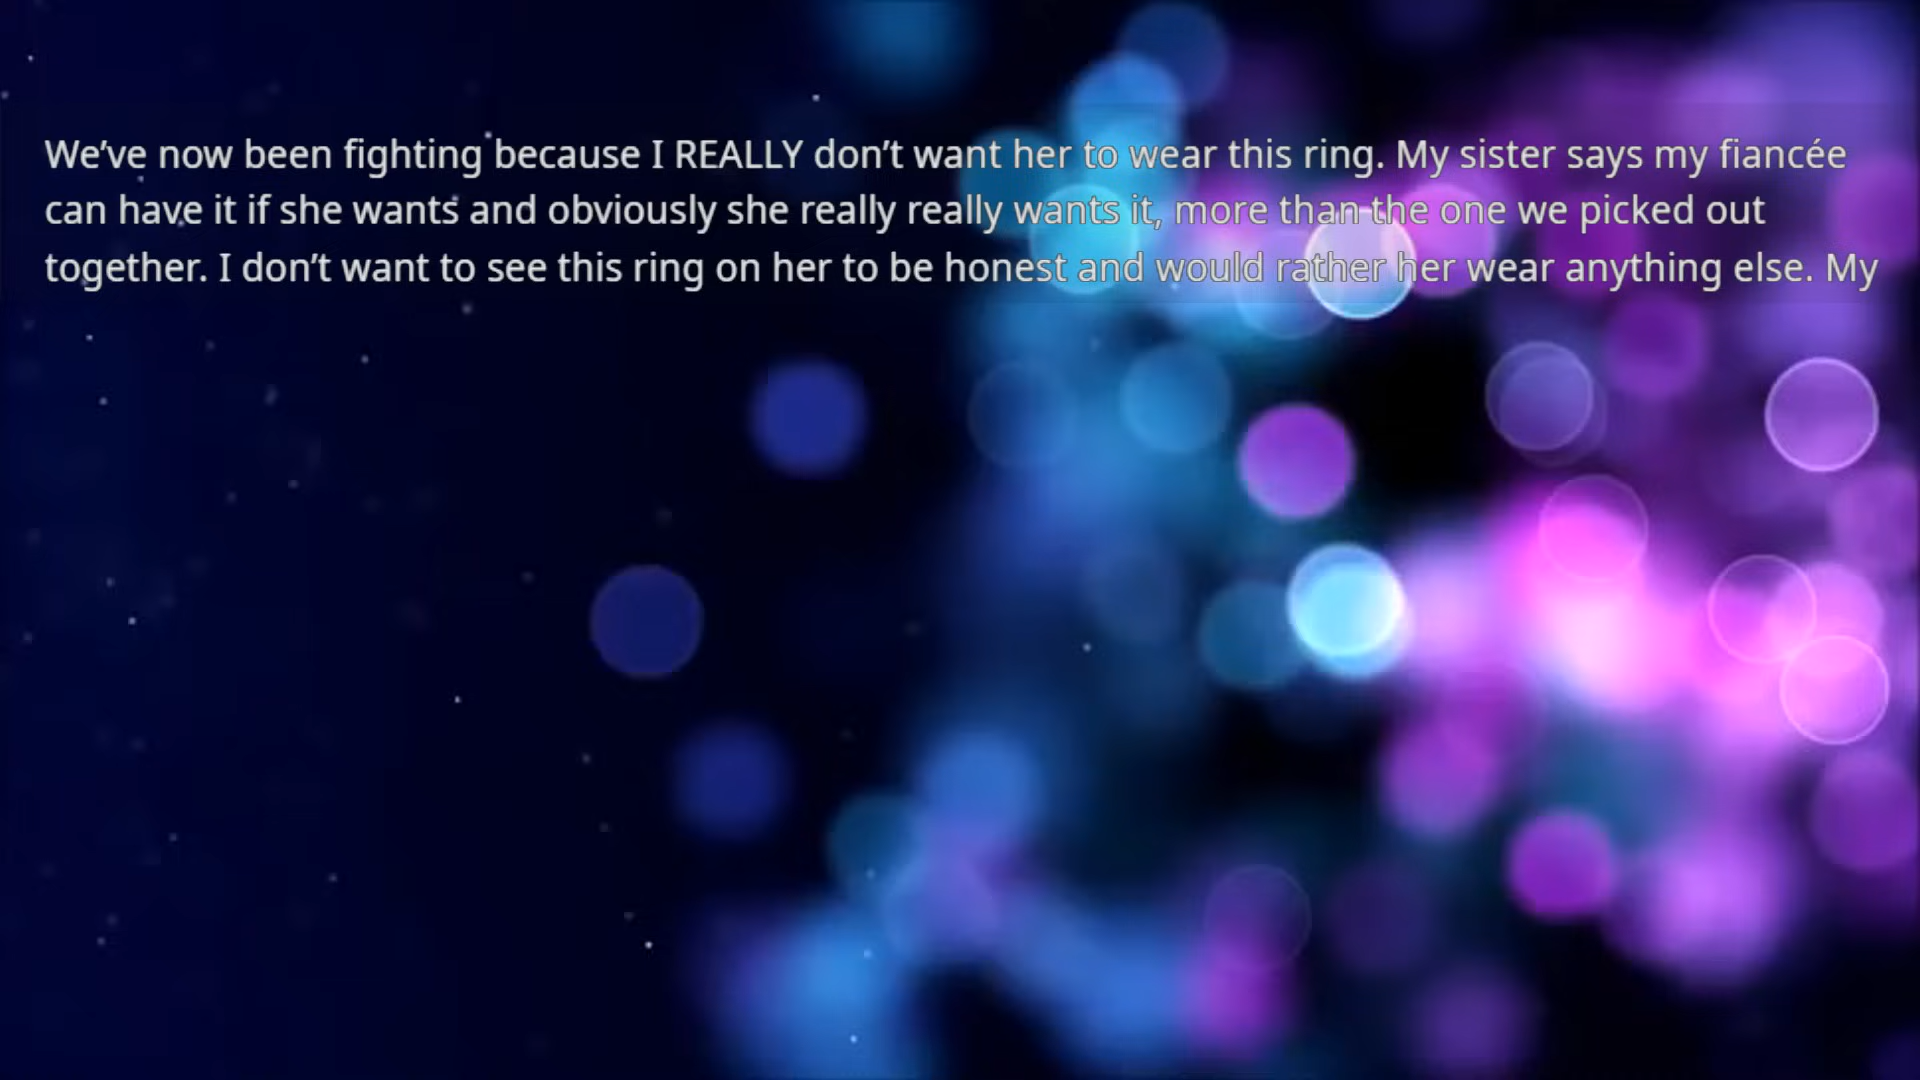 We’ve now been fighting because I REALLY don’t want her to wear this ring. My sister says my fiancée
can have it if she wants and obviously she really really wants it, more than the one we picked out
together. I don’t want to see this ring on her to be honest and would rather her wear anything else. My